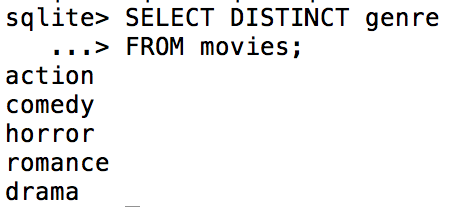 sqlite> SELECT DISTINCT genre
   ...> FROM movies;
action
comedy
horror
romance
drama